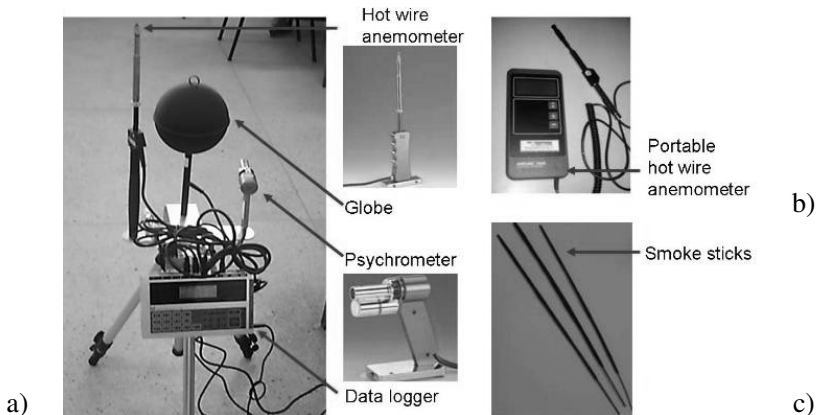 Hot wire
anemometer
Globe
Psychrometer
Data logger
a)
Portable
hot wire
anemometer
b)
Smoke sticks
c)